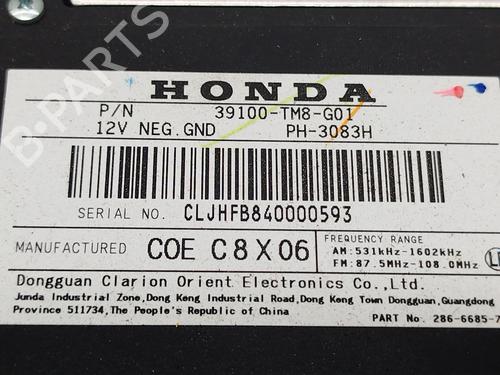 HONDA
P/N 39100-TM8-G01
12V NEG.GND PH-3083H
SERIAL NO. CLJHFB840000593
MANUFACTURED COE C8X06
FREQUENCY RANGE
AM:531kHz-1602kHz
FM:87.5MHz-108.0MHz
Dongguan Clarion Orient Electronics Co.,Ltd.
Junda Industrial Zone,Dong Keng Industrial Road,Dong Keng Town Dongguan,Guangdong
Province 511734,The People's Republic of China
PART No. 286-6685-7
B-PARTS